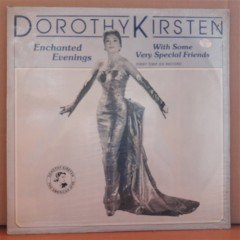 DOROTHY KIRSTEN
Enchanted
Evenings
With Some
Very Special Friends